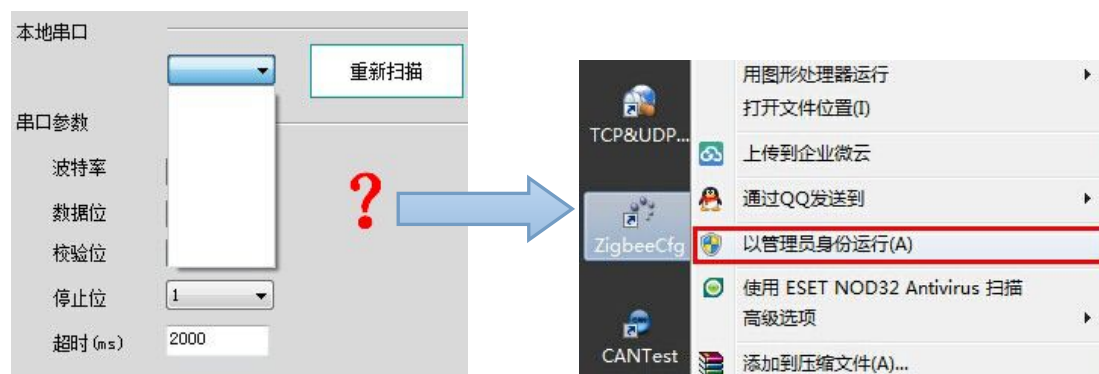 本地串口
重新扫描
串口参数
波特率
数据位
校验位
停止位
1
超时(ms)
2000
?
TCP&UDP...
ZigbeeCfg
CANTest
用图形处理器运行
打开文件位置(I)
上传到企业微云
通过QQ发送到
以管理员身份运行(A)
使用 ESET NOD32 Antivirus 扫描
高级选项
添加到压缩文件(A)...